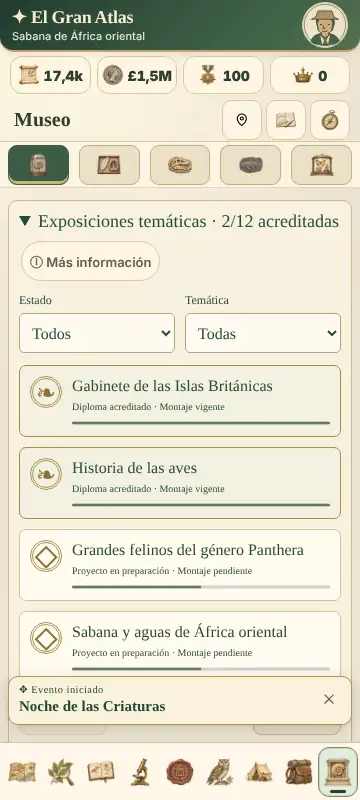 ✦ El Gran Atlas
Sabana de África oriental
17,4k
£1,5M
100
0
Museo
▼ Exposiciones temáticas · 2/12 acreditadas
ⓘ Más información
Estado
Temática
Todos
Todas
Gabinete de las Islas Británicas
Diploma acreditado · Montaje vigente
Historia de las aves
Diploma acreditado · Montaje vigente
Grandes felinos del género Panthera
Proyecto en preparación · Montaje pendiente
Sabana y aguas de África oriental
Proyecto en preparación · Montaje pendiente
✥ Evento iniciado
Noche de las Criaturas
×